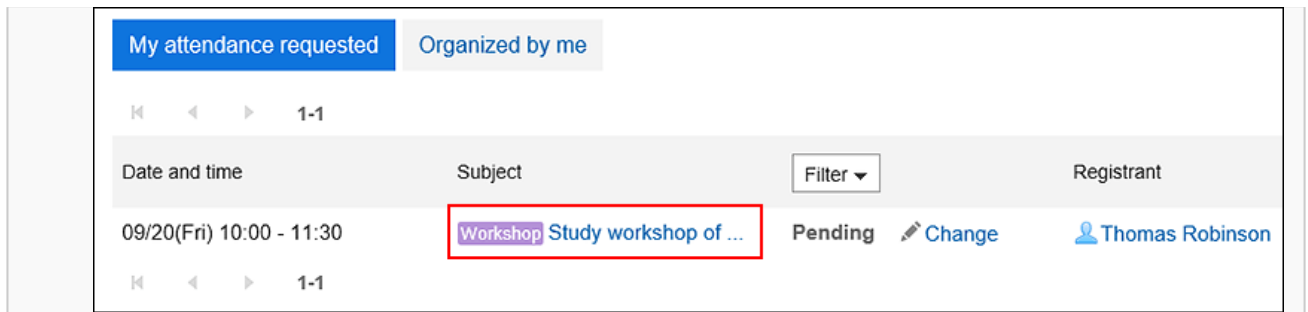 My attendance requested Organized by me
1-1
Date and time Subject Filter Registrant
09/20(Fri) 10:00 - 11:30 Workshop Study workshop of ... Pending Change Thomas Robinson
1-1